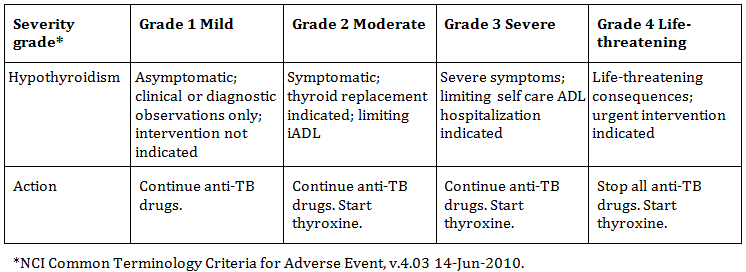 Severity grade*
Grade 1 Mild
Grade 2 Moderate
Grade 3 Severe
Grade 4 Life-
threatening
Hypothyroidism
Asymptomatic;
clinical or diagnostic
observations only;
intervention not
indicated
Symptomatic;
thyroid replacement
indicated; limiting
iADL
Severe symptoms;
limiting self care ADL
hospitalization
indicated
Life-threatening
consequences;
urgent intervention
indicated
Action
Continue anti-TB
drugs.
Continue anti-TB
drugs. Start
thyroxine.
Continue anti-TB
drugs. Start
thyroxine.
Stop all anti-TB
drugs. Start
thyroxine.
*NCI Common Terminology Criteria for Adverse Event, v.4.03 14-Jun-2010.